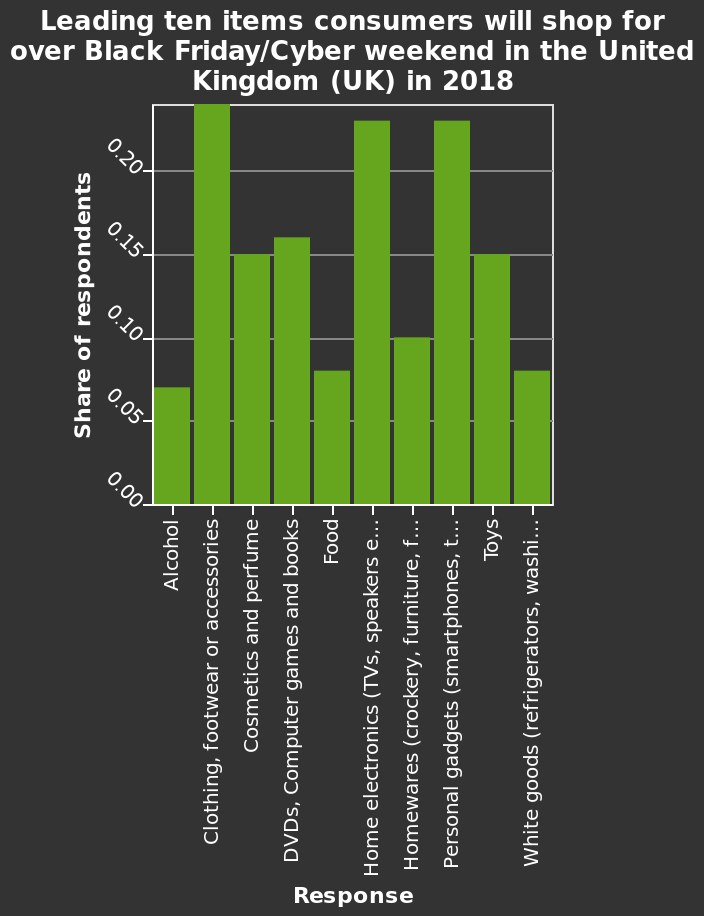 Leading ten items consumers will shop for
over Black Friday/Cyber weekend in the United
Kingdom (UK) in 2018
Share of respondents
0.20
0.15
0.10
0.05
0.00
Alcohol
Clothing, footwear or accessories
Cosmetics and perfume
DVDs, Computer games and books
Food
Home electronics (TVs, speakers e...
Homewares (crockery, furniture, f...
Personal gadgets (smartphones, t...
Toys
White goods (refrigerators, washi...
Response